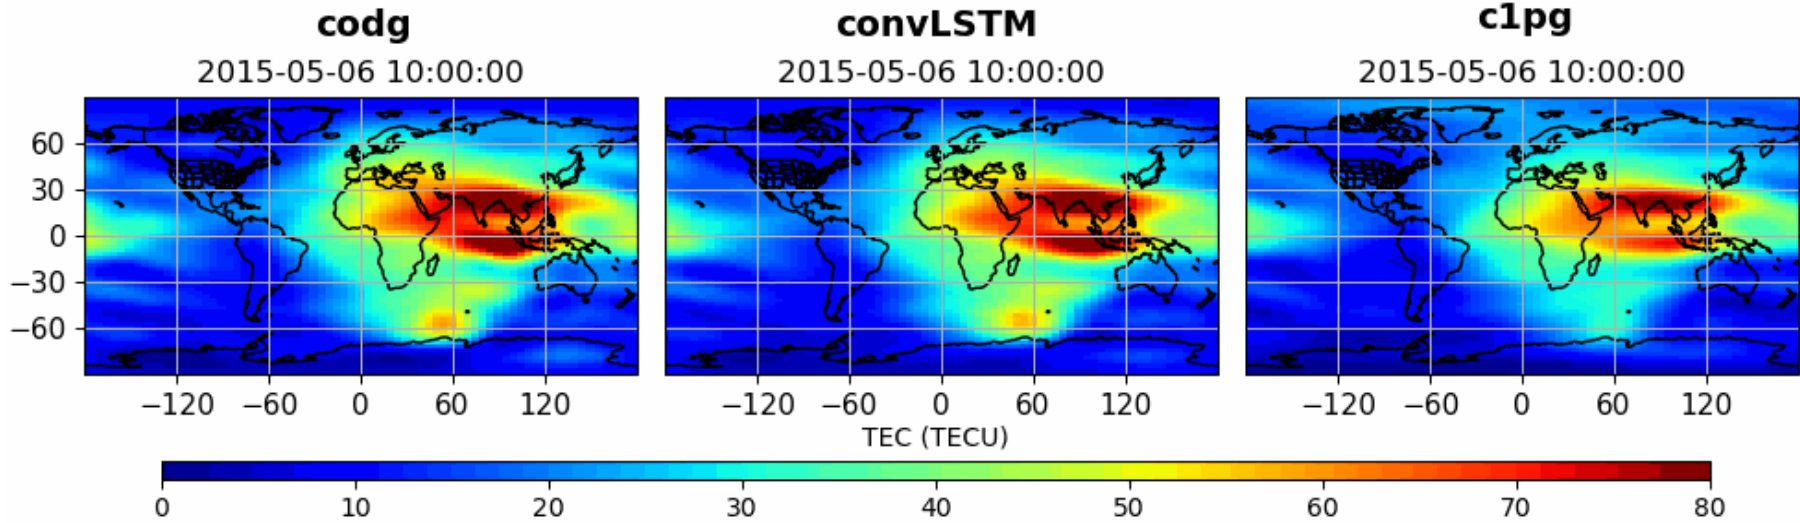 codg convLSTM c1pg
2015-05-06 10:00:00 2015-05-06 10:00:00 2015-05-06 10:00:00
60
30
0
−30
−60
−120 −60 0 60 120 −120 −60 0 60 120 −120 −60 0 60 120
TEC (TECU)
0 10 20 30 40 50 60 70 80